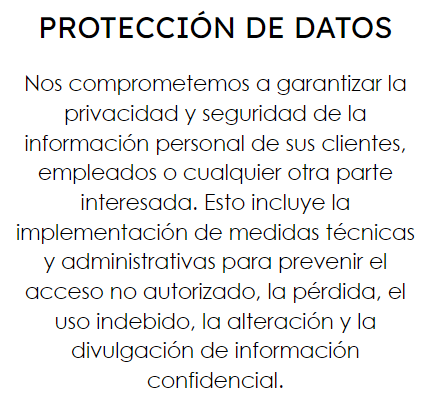 PROTECCIÓN DE DATOS
Nos comprometemos a garantizar la
privacidad y seguridad de la
información personal de sus clientes,
empleados o cualquier otra parte
interesada. Esto incluye la
implementación de medidas técnicas
y administrativas para prevenir el
acceso no autorizado, la pérdida, el
uso indebido, la alteración y la
divulgación de información
confidencial.